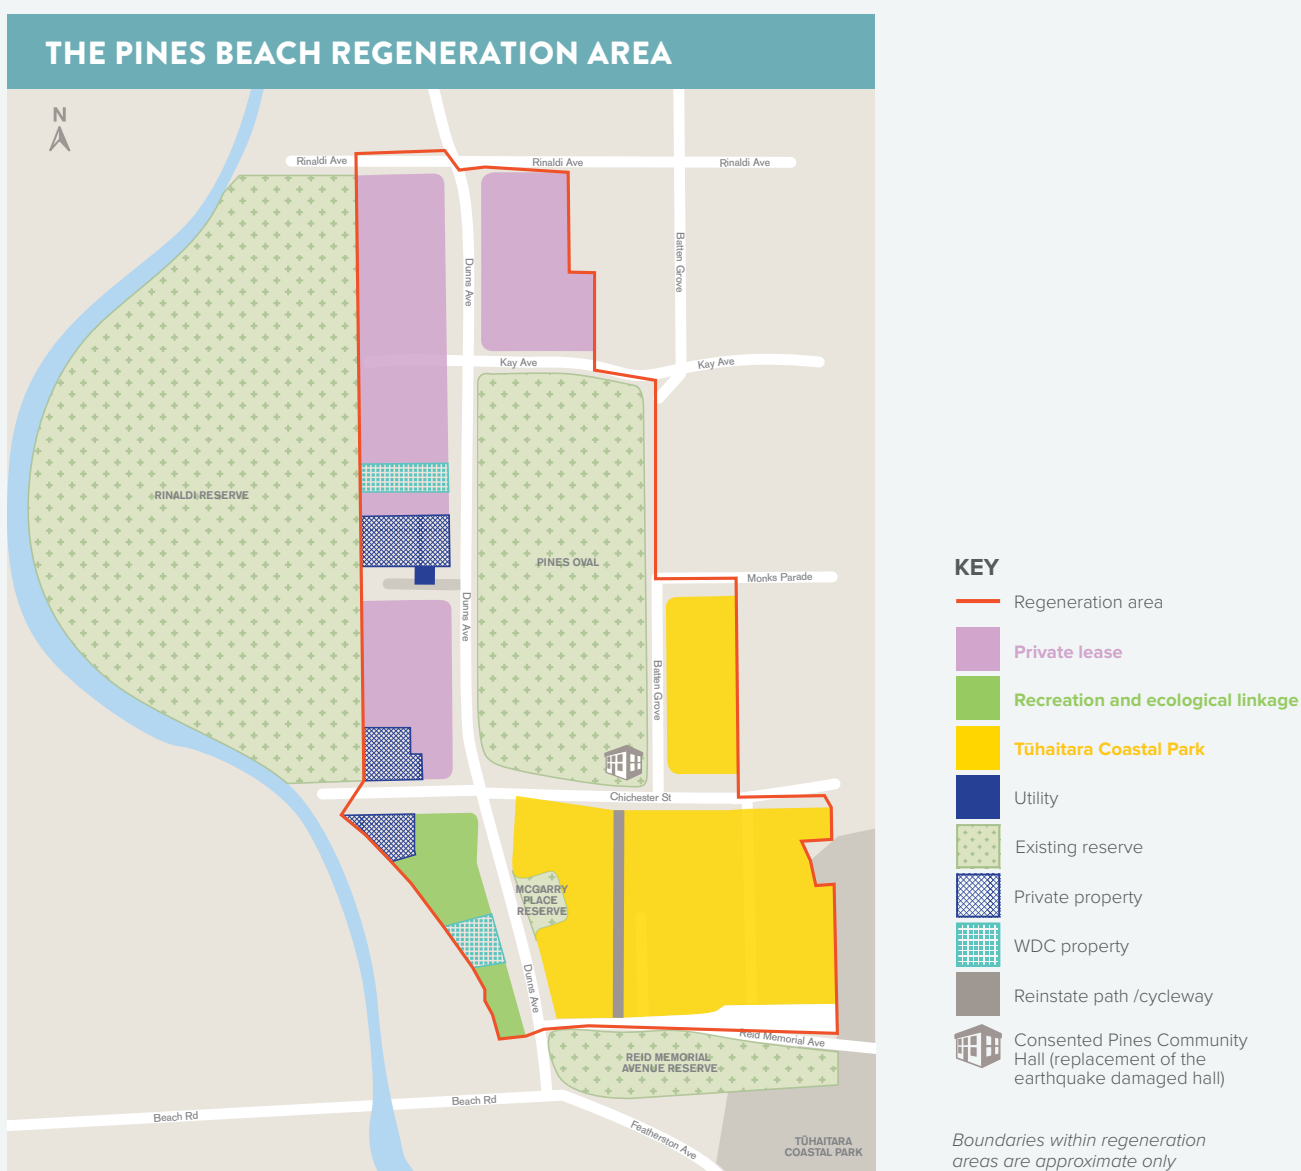 THE PINES BEACH REGENERATION AREA
N
Rinaldi Ave
Rinaldi Ave
Rinaldi Ave
Dunns Ave
Batten Grove
Kay Ave
Kay Ave
RINALDI RESERVE
PINES OVAL
Monks Parade
Dunns Ave
Batten Grove
Chichester St
MCGARRY
PLACE
RESERVE
Dunns Ave
Reid Memorial Ave
REID MEMORIAL
AVENUE RESERVE
Beach Rd
Beach Rd
Featherston Ave
TŪHAITARA
COASTAL PARK
KEY
Regeneration area
Private lease
Recreation and ecological linkage
Tūhaitara Coastal Park
Utility
Existing reserve
Private property
WDC property
Reinstate path /cycleway
Consented Pines Community
Hall (replacement of the
earthquake damaged hall)
Boundaries within regeneration
areas are approximate only